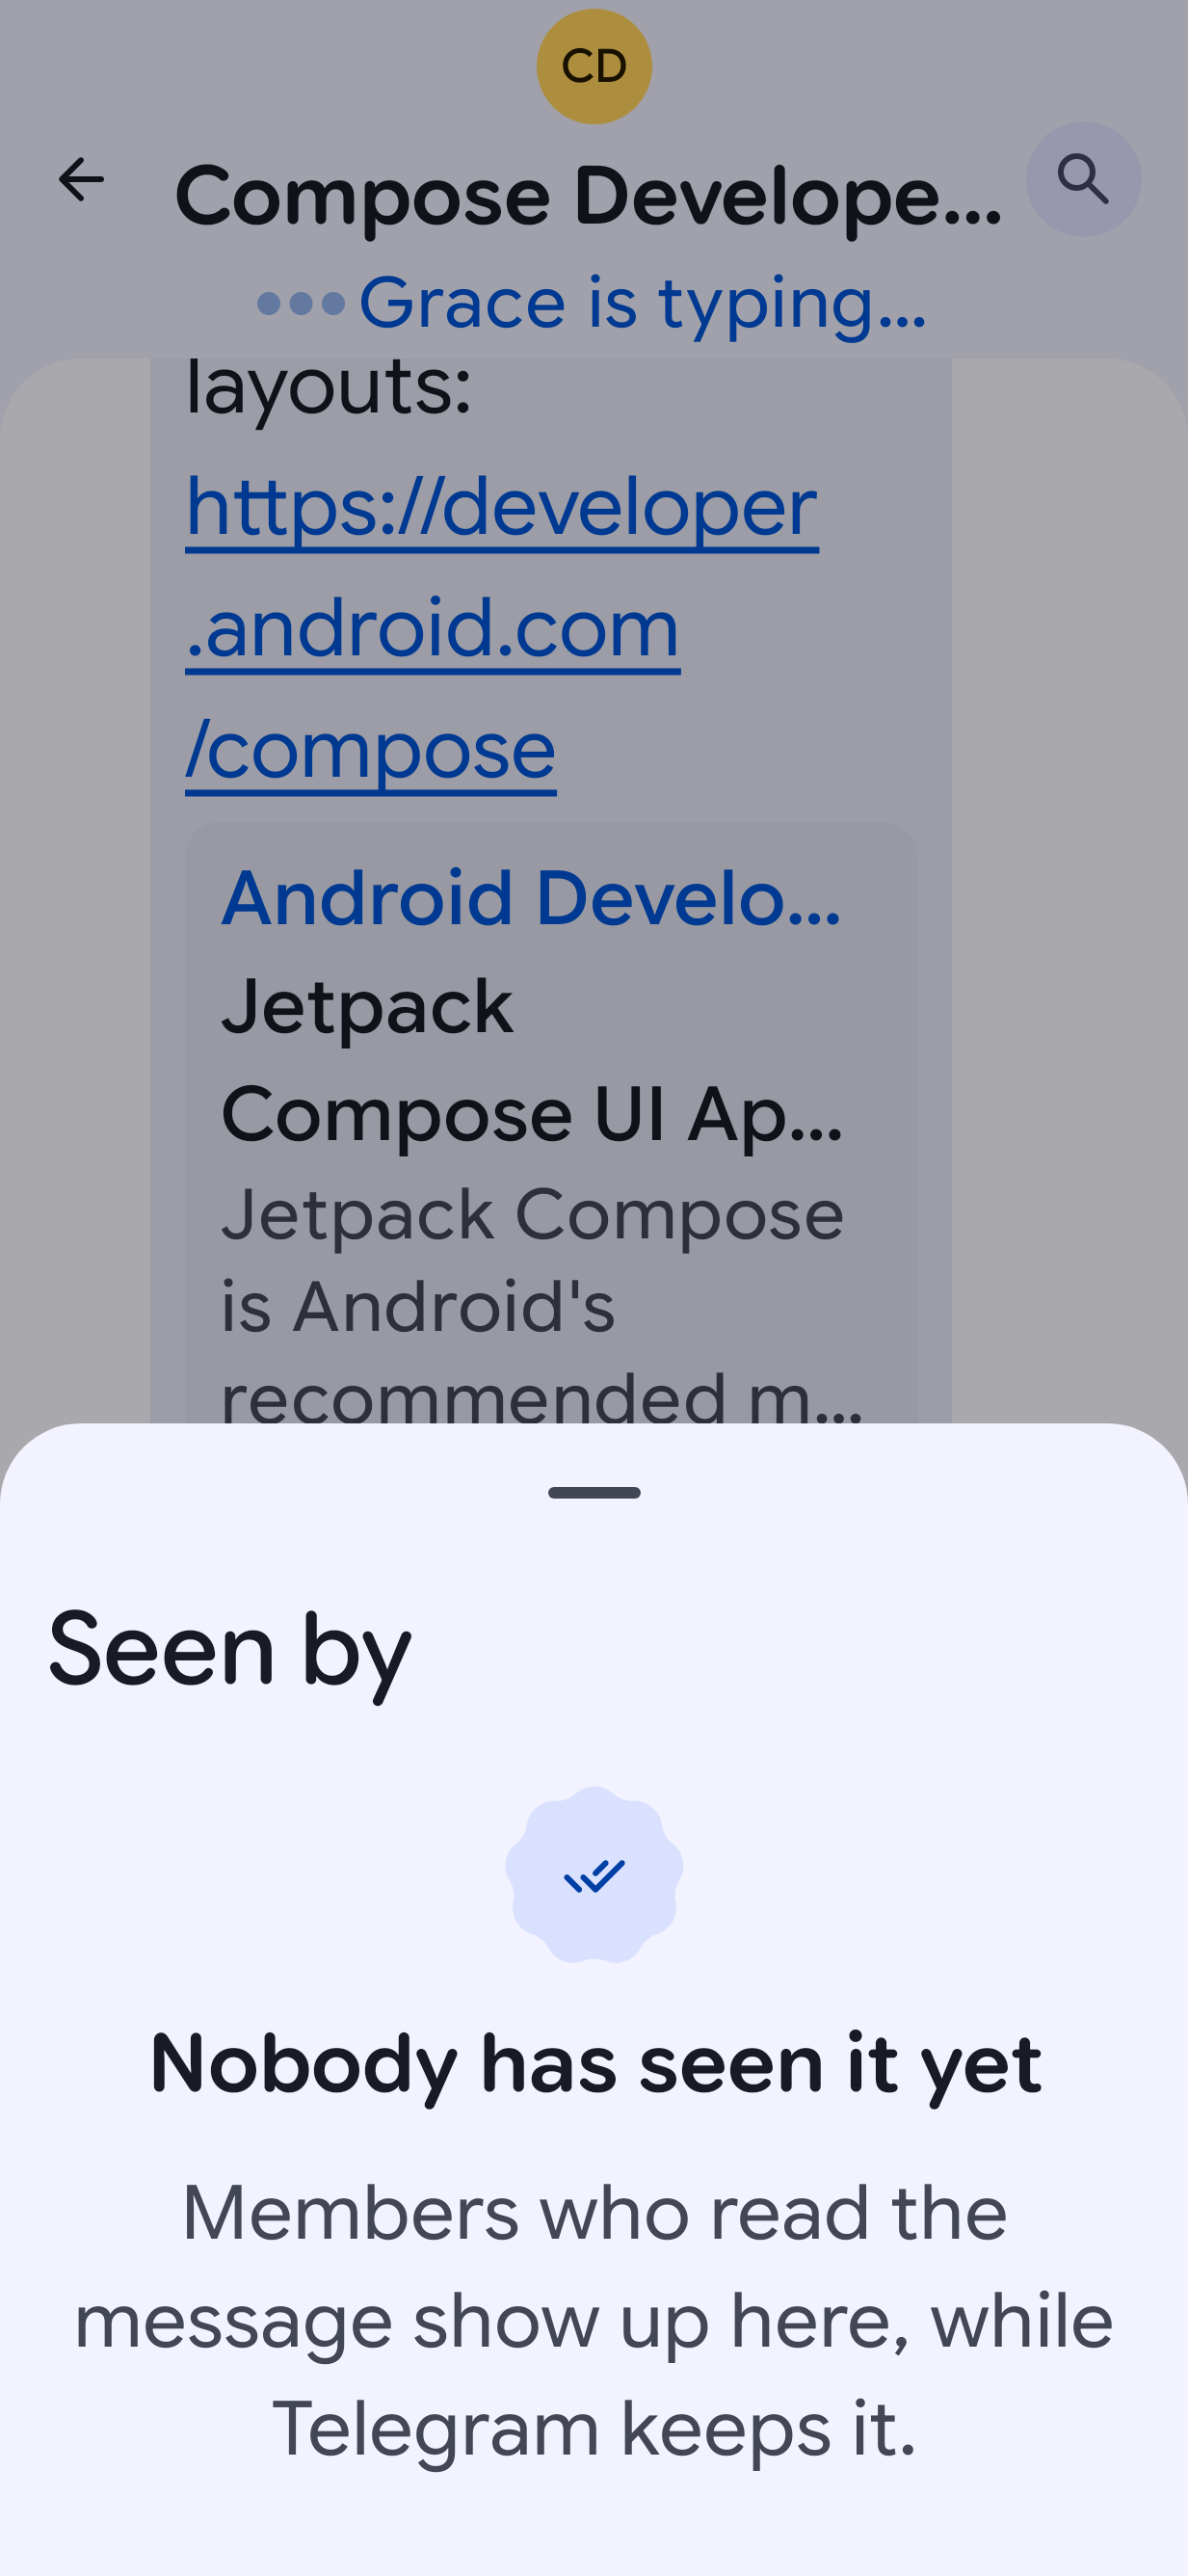 CD
Compose Develope...
Grace is typing...
layouts:
https://developer
.android.com
/compose
Android Develo...
Jetpack
Compose UI Ap...
Jetpack Compose
is Android's
recommended m...
Seen by
Nobody has seen it yet
Members who read the
message show up here, while
Telegram keeps it.